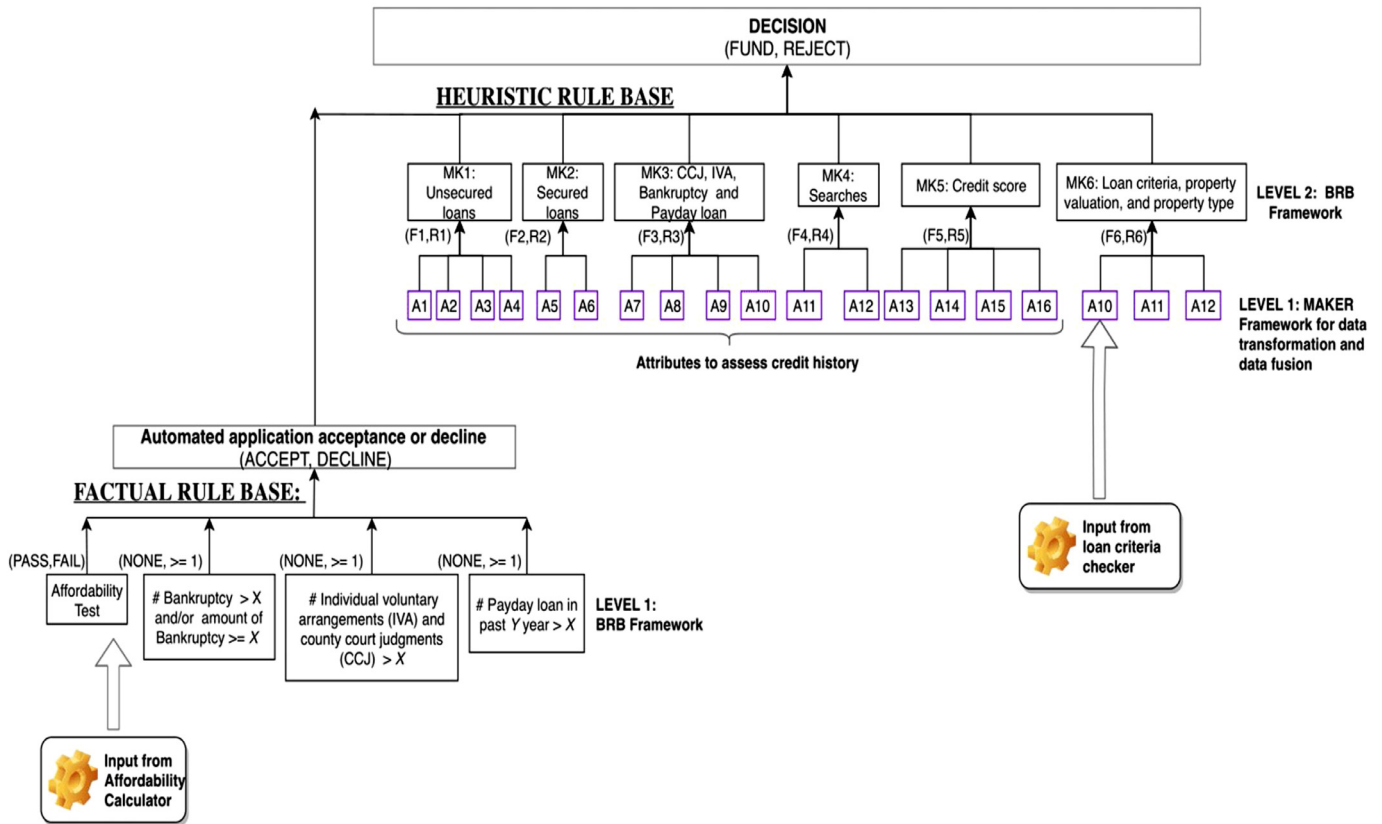 DECISION
(FUND, REJECT)
HEURISTIC RULE BASE
MK1:
Unsecured
loans
MK2:
Secured
loans
MK3: CCJ, IVA,
Bankruptcy and
Payday loan
MK4:
Searches
MK5: Credit score
MK6: Loan criteria, property
valuation, and property type
LEVEL 2: BRB
Framework
(F1,R1)
(F2,R2)
(F3,R3)
(F4,R4)
(F5,R5)
(F6,R6)
A1
A2
A3
A4
A5
A6
A7
A8
A9
A10
A11
A12
A13
A14
A15
A16
A10
A11
A12
LEVEL 1: MAKER
Framework for data
transformation and
data fusion
Attributes to assess credit history
Automated application acceptance or decline
(ACCEPT, DECLINE)
FACTUAL RULE BASE:
(PASS,FAIL)
(NONE, >= 1)
(NONE, >= 1)
(NONE, >= 1)
Affordability
Test
# Bankruptcy > X
and/or amount of
Bankruptcy >= X
# Individual voluntary
arrangements (IVA) and
county court judgments
(CCJ) > X
# Payday loan in
past Y year > X
LEVEL 1:
BRB Framework
Input from
loan criteria
checker
Input from
Affordability
Calculator